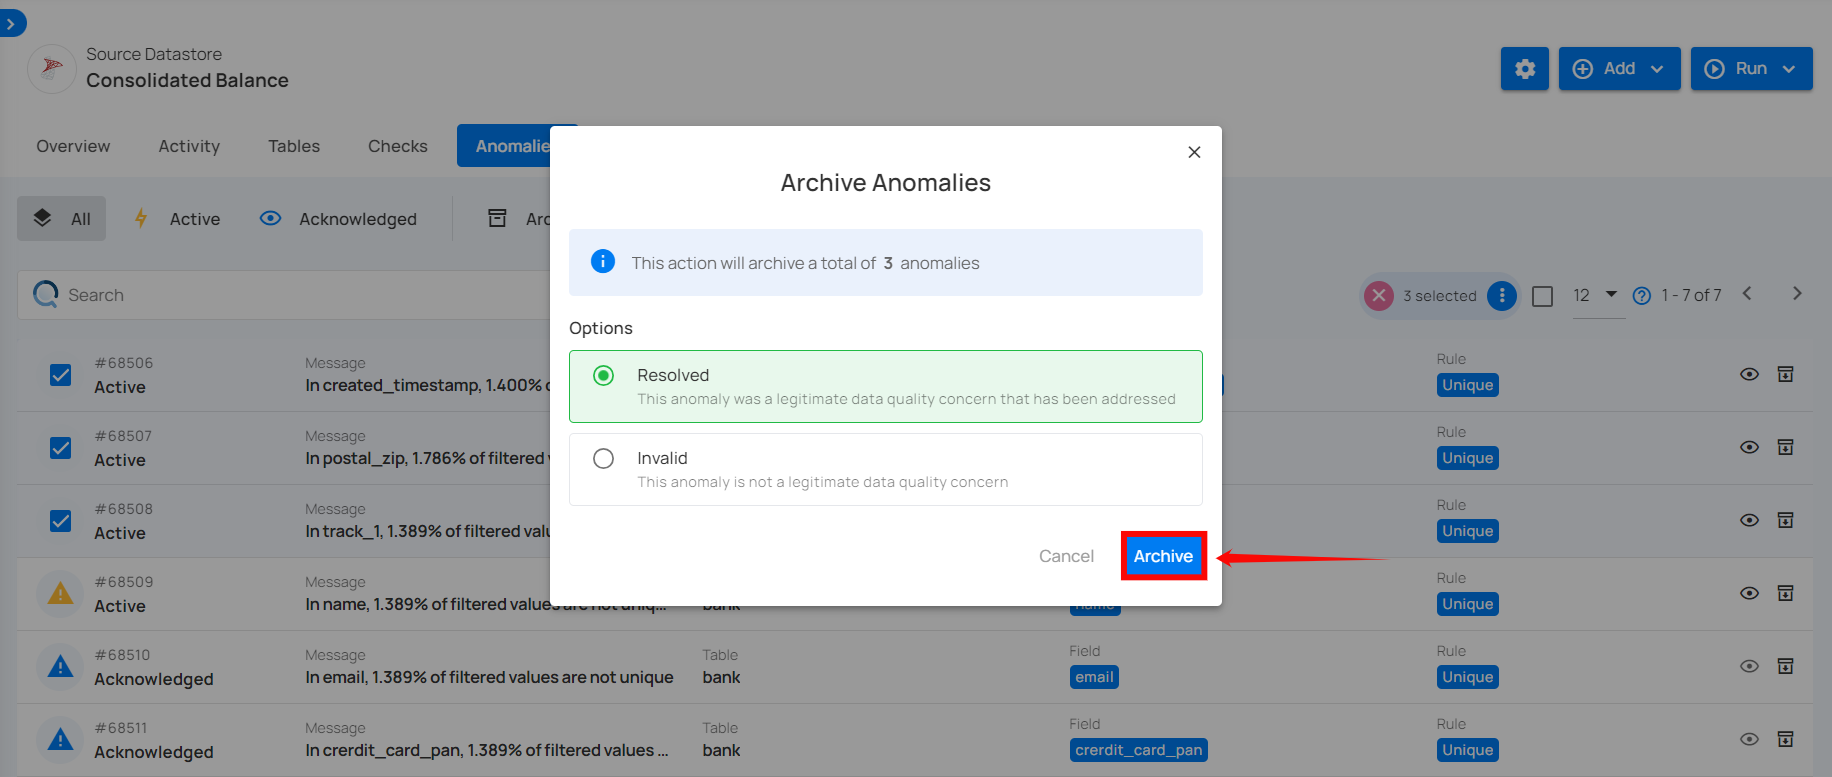 Source Datastore
Consolidated Balance
Add
Run
Overview
Activity
Tables
Checks
Anomalie
Archive Anomalies
All
Active
Acknowledged
Arc
This action will archive a total of 3 anomalies
Search
3 selected
12
1 - 7 of 7
Options
Resolved
This anomaly was a legitimate data quality concern that has been addressed
Invalid
This anomaly is not a legitimate data quality concern
Cancel
Archive
#68506
Active
Message
In created_timestamp, 1.400%
Rule
Unique
#68507
Active
Message
In postal_zip, 1.786% of filtered
Rule
Unique
#68508
Active
Message
In track_1, 1.389% of filtered valu
Rule
Unique
#68509
Active
Message
In name, 1.389% of filtered values are not uniq...
bank
name
Rule
Unique
#68510
Acknowledged
Message
In email, 1.389% of filtered values are not unique
Table
bank
Field
email
Rule
Unique
#68511
Acknowledged
Message
In crerdit_card_pan, 1.389% of filtered values ...
Table
bank
Field
crerdit_card_pan
Rule
Unique